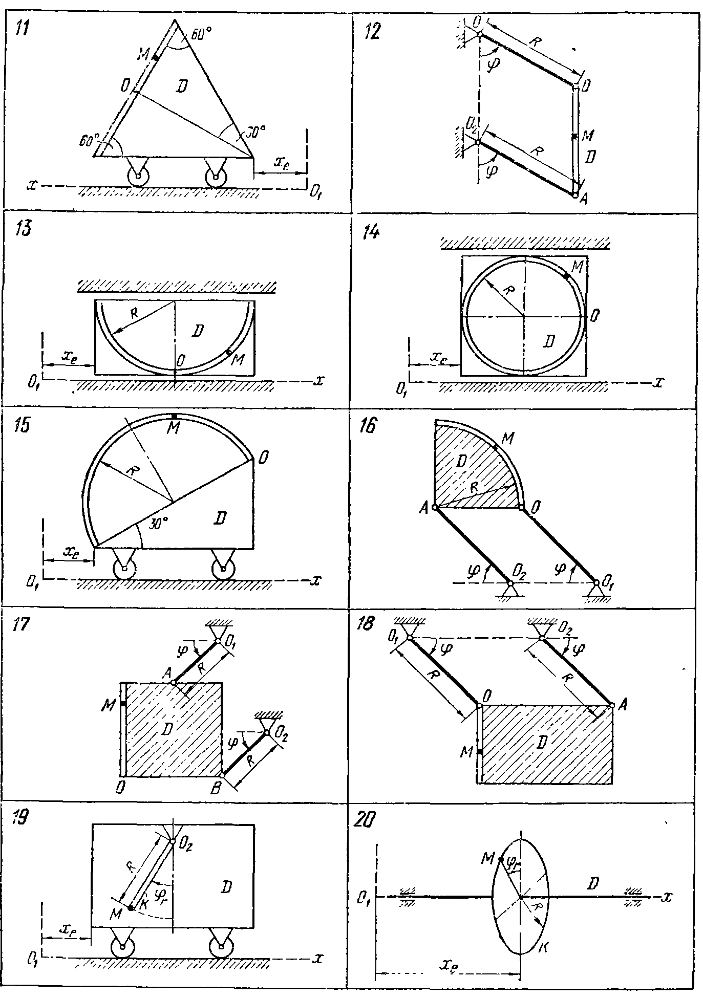 11
60°
M
O
D
60°
30°
xe
x
O1
12
O
R
φ
O
O2
M
R
D
φ
A
13
R
D
O
M
xe
O1
x
14
M
R
O
D
xe
O1
x
15
M
O
R
30°
D
xe
O1
x
16
M
D
R
A
O
φ
O2
φ
O1
17
O1
φ
A
R
M
D
O2
φ
R
O
B
18
O1
O2
φ
φ
R
R
O
A
M
D
19
O2
R
D
K
φr
M
xe
O1
x
20
M
φr
D
O1
x
R
K
xe